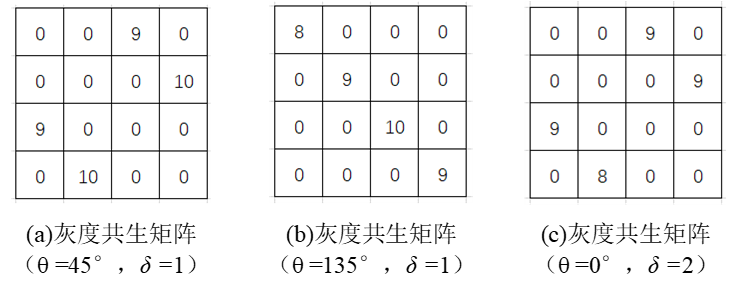 0 0 9 0
0 0 0 10
9 0 0 0
0 10 0 0
(a)灰度共生矩阵
（θ=45°，δ=1）
8 0 0 0
0 9 0 0
0 0 10 0
0 0 0 9
(b)灰度共生矩阵
（θ=135°，δ=1）
0 0 9 0
0 0 0 9
9 0 0 0
0 8 0 0
(c)灰度共生矩阵
（θ=0°，δ=2）